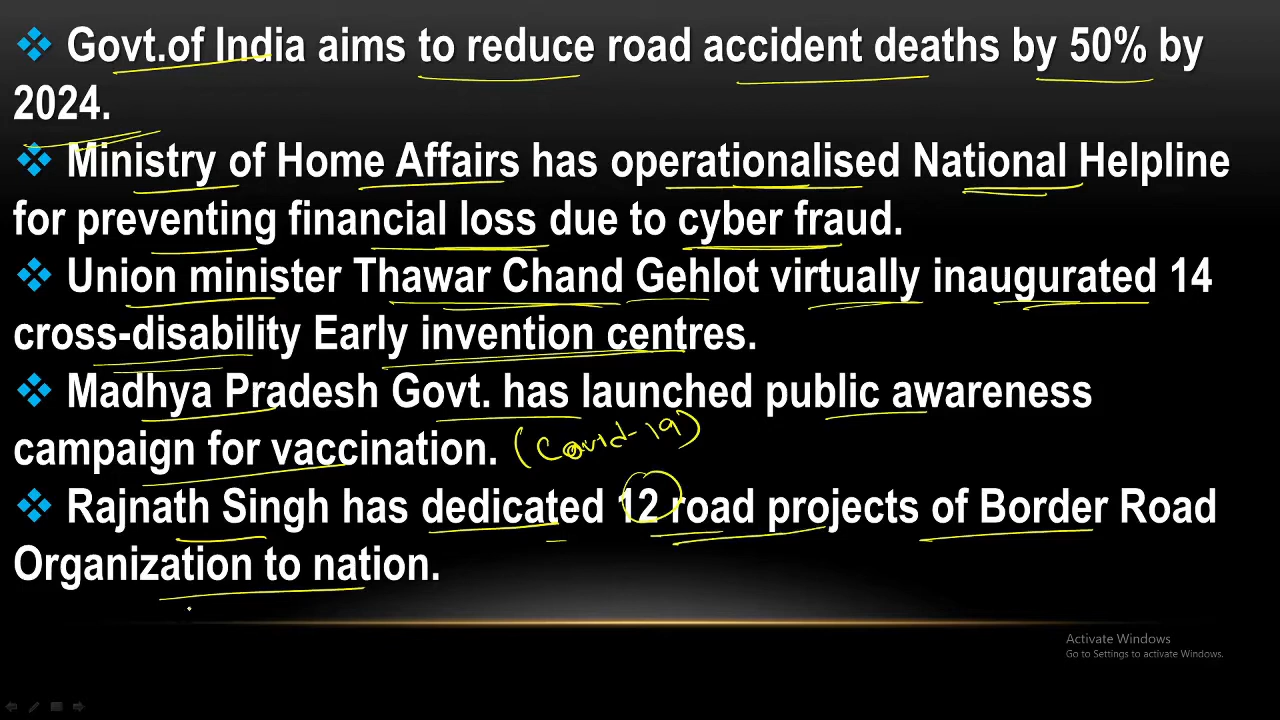 Govt.of India aims to reduce road accident deaths by 50% by
2024.
Ministry of Home Affairs has operationalised National Helpline
for preventing financial loss due to cyber fraud.
Union minister Thawar Chand Gehlot virtually inaugurated 14
cross-disability Early invention centres.
Madhya Pradesh Govt. has launched public awareness
campaign for vaccination. (Covid-19)
Rajnath Singh has dedicated 12 road projects of Border Road
Organization to nation.
Activate Windows
Go to Settings to activate Windows.